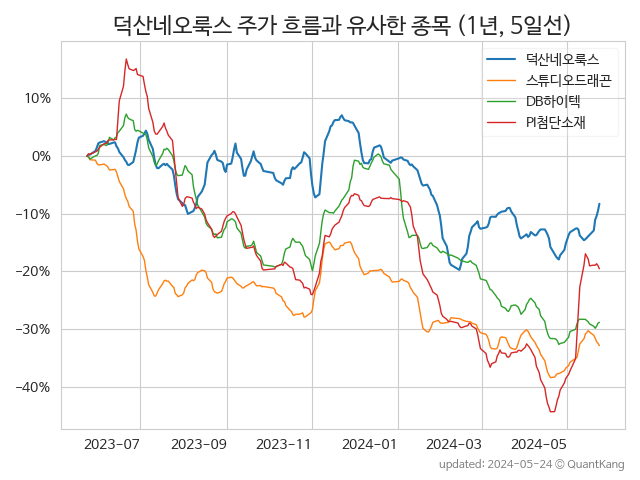 덕산네오룩스 주가 흐름과 유사한 종목 (1년, 5일선)
덕산네오룩스
스튜디오드래곤
DB하이텍
PI첨단소재
10%
0%
−10%
−20%
−30%
−40%
2023-07
2023-09
2023-11
2024-01
2024-03
2024-05
updated: 2024-05-24 © QuantKang